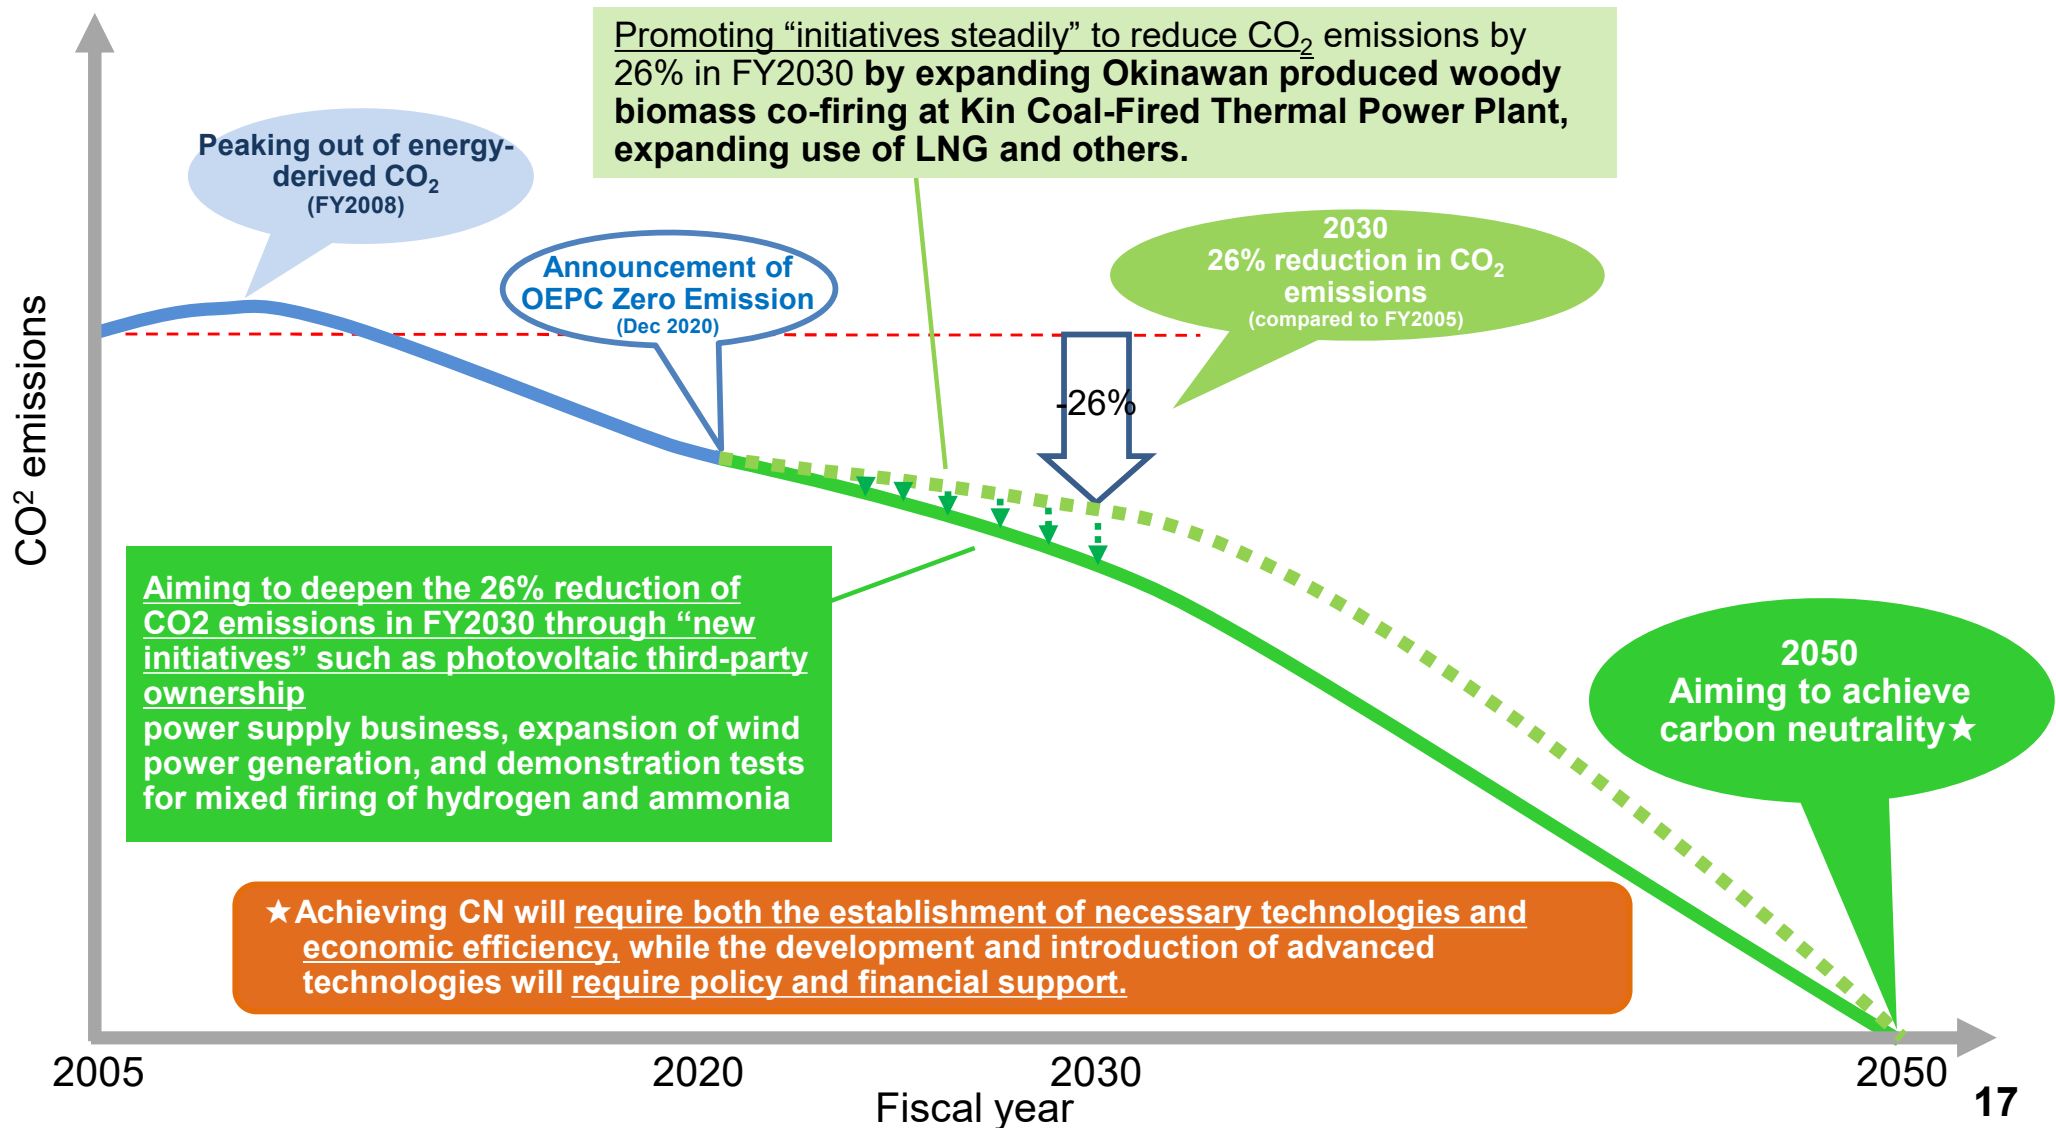 Promoting “initiatives steadily” to reduce CO₂ emissions by
26% in FY2030 by expanding Okinawan produced woody
biomass co-firing at Kin Coal-Fired Thermal Power Plant,
expanding use of LNG and others.
Peaking out of energy-
derived CO₂
(FY2008)
Announcement of
OEPC Zero Emission
(Dec 2020)
2030
26% reduction in CO₂
emissions
(compared to FY2005)
-26%
CO² emissions
Aiming to deepen the 26% reduction of
CO2 emissions in FY2030 through “new
initiatives” such as photovoltaic third-party
ownership
power supply business, expansion of wind
power generation, and demonstration tests
for mixed firing of hydrogen and ammonia
2050
Aiming to achieve
carbon neutrality★
★Achieving CN will require both the establishment of necessary technologies and
economic efficiency, while the development and introduction of advanced
technologies will require policy and financial support.
2005
2020
2030
2050
Fiscal year
17